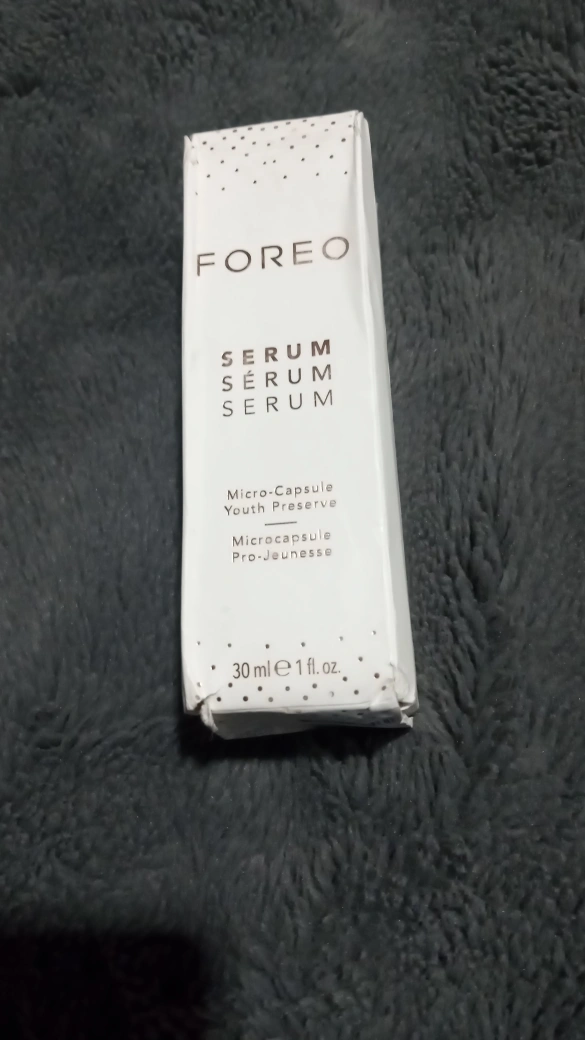 FOREO
SERUM
SÉRUM
SERUM
Micro-Capsule
Youth Preserve
Microcapsule
Pro-Jeunesse
30 ml ℮ 1 fl. oz.